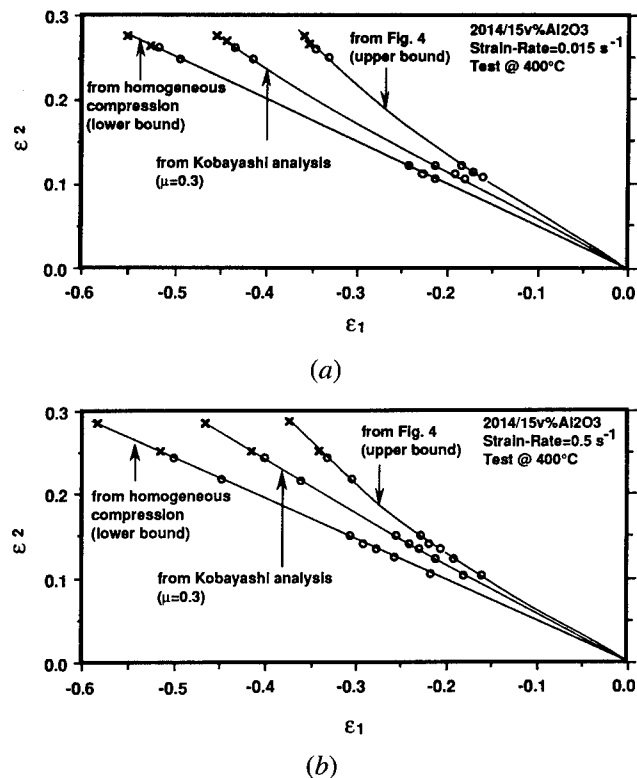 0.3
0.2
0.1
0.0
ε 2
2014/15v%Al2O3
Strain-Rate=0.015 s⁻¹
Test @ 400°C
from Fig. 4
(upper bound)
from homogeneous
compression
(lower bound)
from Kobayashi analysis
(μ=0.3)
-0.6 -0.5 -0.4 -0.3 -0.2 -0.1 0.0
ε1
(a)
0.3
0.2
0.1
0.0
ε 2
2014/15v%Al2O3
Strain-Rate=0.5 s⁻¹
Test @ 400°C
from Fig. 4
(upper bound)
from homogeneous
compression
(lower bound)
from Kobayashi analysis
(μ=0.3)
-0.6 -0.5 -0.4 -0.3 -0.2 -0.1 0.0
ε1
(b)